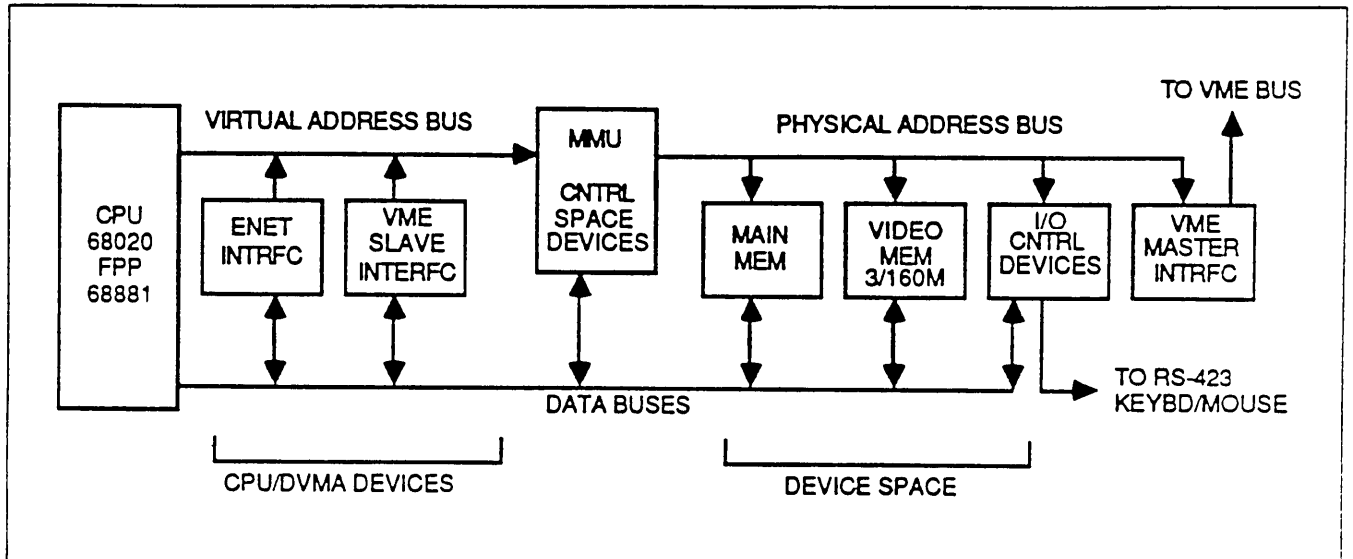 TO VME BUS
VIRTUAL ADDRESS BUS
PHYSICAL ADDRESS BUS
CPU
68020
FPP
68881
ENET
INTRFC
VME
SLAVE
INTERFC
MMU
CNTRL
SPACE
DEVICES
MAIN
MEM
VIDEO
MEM
3/160M
I/O
CNTRL
DEVICES
VME
MASTER
INTRFC
DATA BUSES
TO RS-423
KEYBD/MOUSE
CPU/DVMA DEVICES
DEVICE SPACE